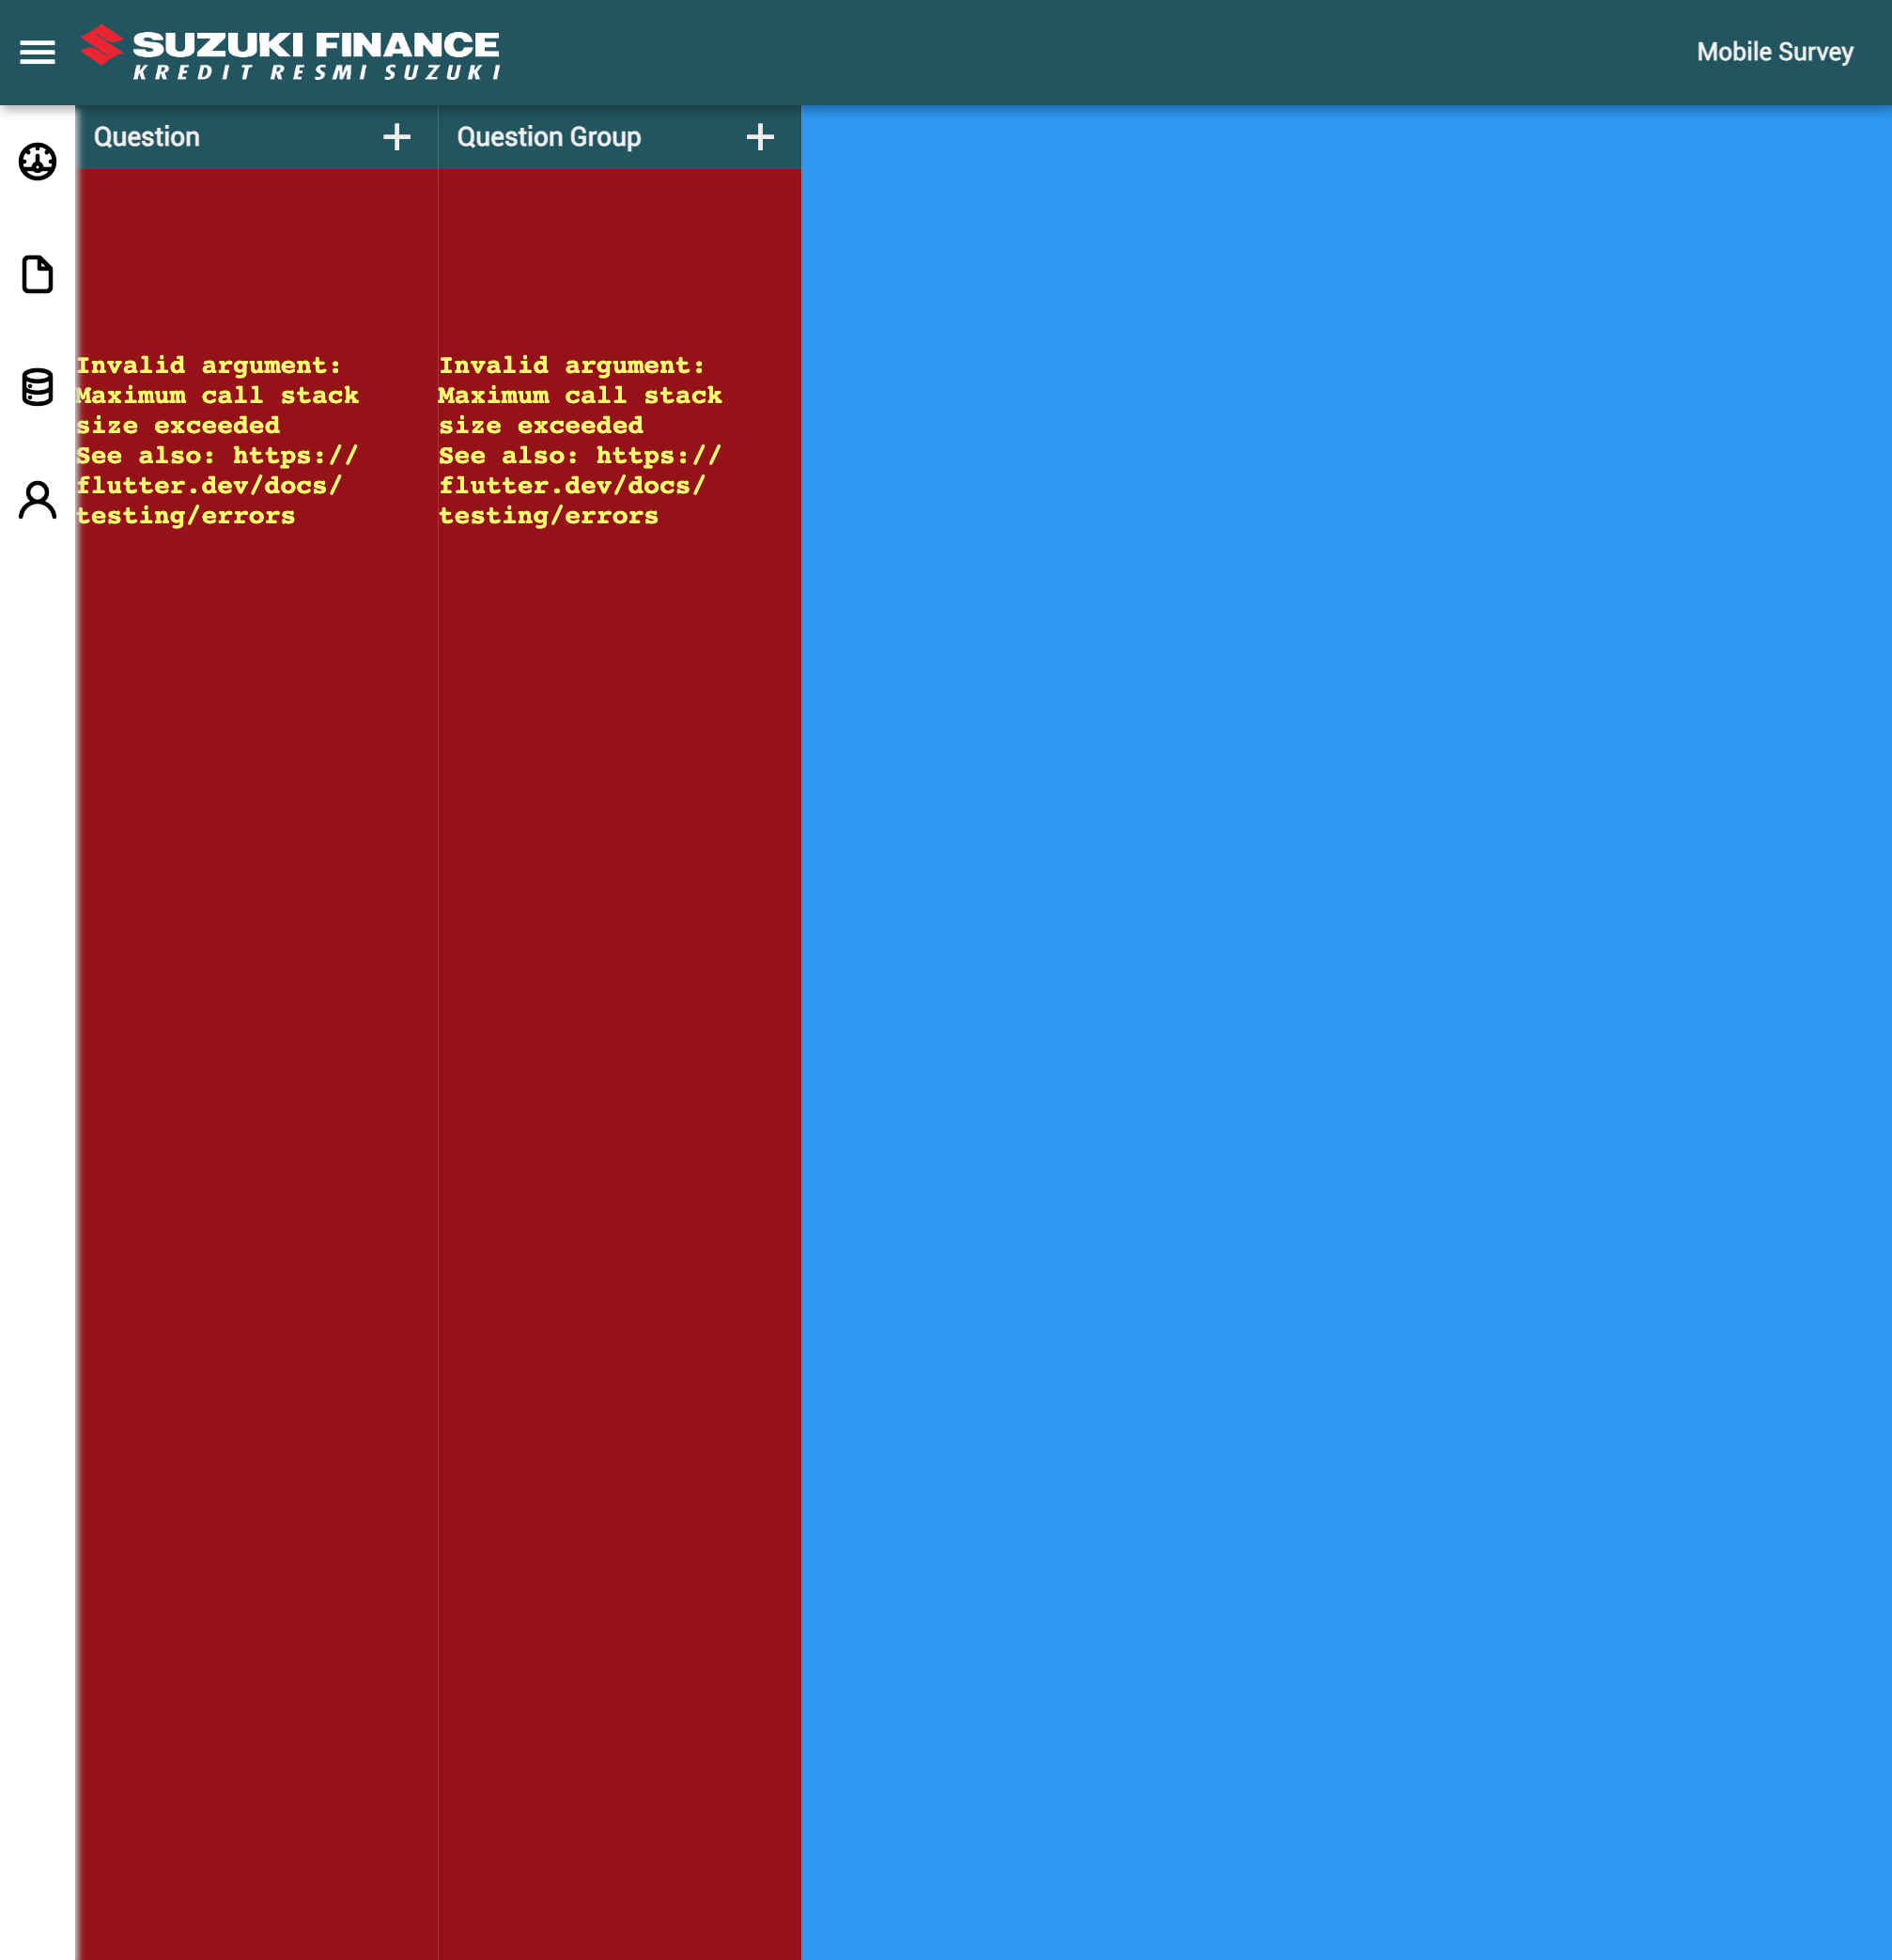 SUZUKI FINANCE
KREDIT RESMI SUZUKI
Mobile Survey
Question
Question Group
Invalid argument:
Maximum call stack
size exceeded
See also: https://
flutter.dev/docs/
testing/errors
Invalid argument:
Maximum call stack
size exceeded
See also: https://
flutter.dev/docs/
testing/errors